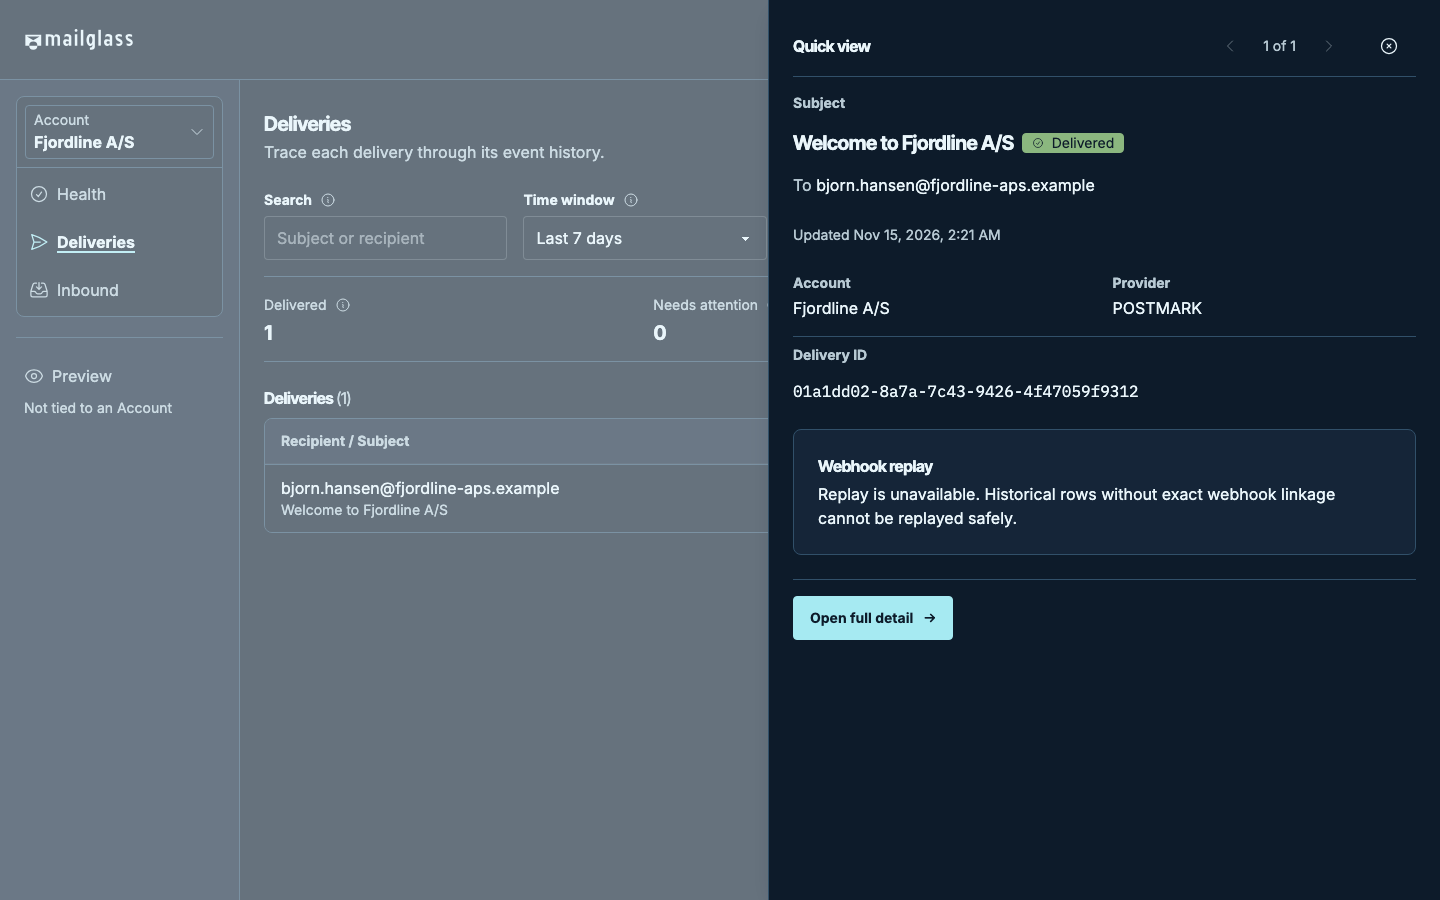 mailglass
Account
Fjordline A/S
Health
Deliveries
Inbound
Preview
Not tied to an Account
Deliveries
Trace each delivery through its event history.
Search
Time window
Subject or recipient
Last 7 days
Delivered
Needs attention
1
0
Deliveries (1)
Recipient / Subject
bjorn.hansen@fjordline-aps.example
Welcome to Fjordline A/S
Quick view
1 of 1
Subject
Welcome to Fjordline A/S
Delivered
To bjorn.hansen@fjordline-aps.example
Updated Nov 15, 2026, 2:21 AM
Account
Provider
Fjordline A/S
POSTMARK
Delivery ID
01a1dd02-8a7a-7c43-9426-4f47059f9312
Webhook replay
Replay is unavailable. Historical rows without exact webhook linkage
cannot be replayed safely.
Open full detail